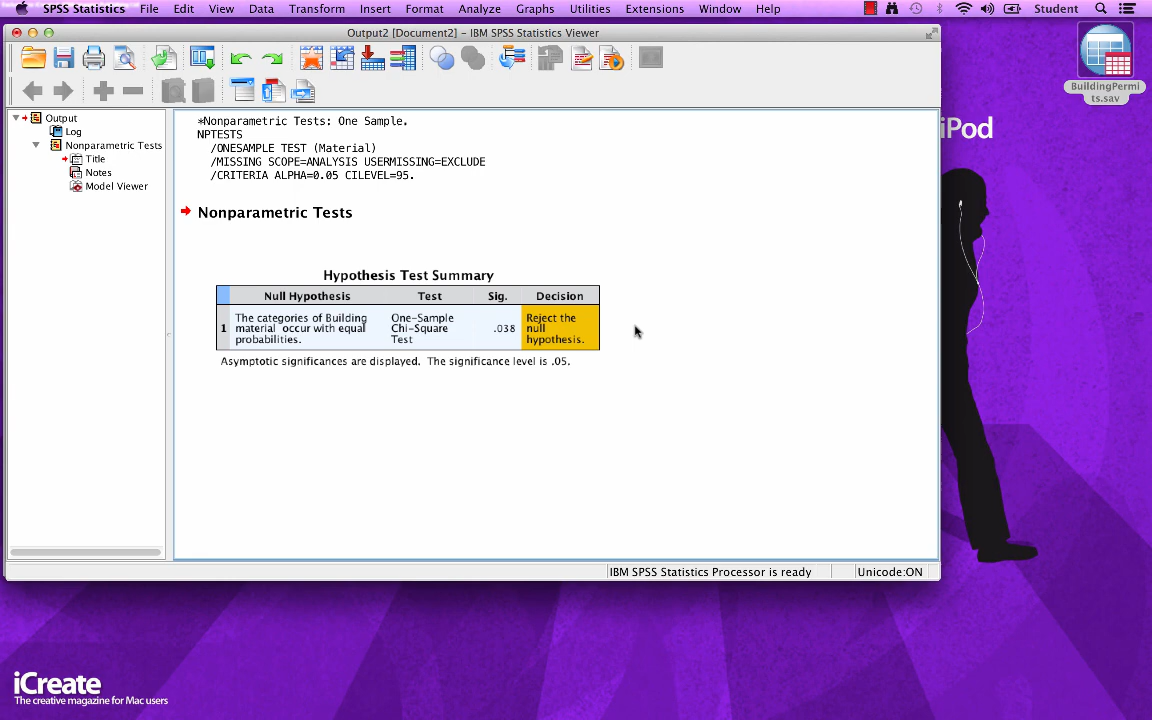 SPSS Statistics File Edit View Data Transform Insert Format Analyze Graphs Utilities Extensions Window Help Student
Output2 [Document2] - IBM SPSS Statistics Viewer
BuildingPermi
ts.sav
iPod
Output
Log
Nonparametric Tests
Title
Notes
Model Viewer
*Nonparametric Tests: One Sample.
NPTESTS
/ONESAMPLE TEST (Material)
/MISSING SCOPE=ANALYSIS USERMISSING=EXCLUDE
/CRITERIA ALPHA=0.05 CILEVEL=95.
Nonparametric Tests
Hypothesis Test Summary
Null Hypothesis Test Sig. Decision
The categories of Building One-Sample Reject the
1 material occur with equal Chi-Square .038 null
probabilities. Test hypothesis.
Asymptotic significances are displayed. The significance level is .05.
IBM SPSS Statistics Processor is ready Unicode:ON
iCreate
The creative magazine for Mac users